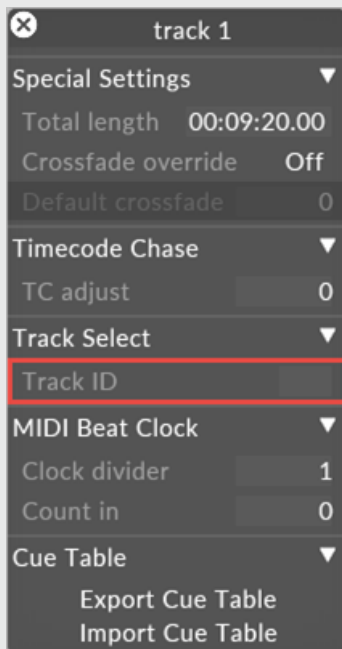 track 1
Special Settings
Total length 00:09:20.00
Crossfade override Off
Default crossfade 0
Timecode Chase
TC adjust 0
Track Select
Track ID
MIDI Beat Clock
Clock divider 1
Count in 0
Cue Table
Export Cue Table
Import Cue Table